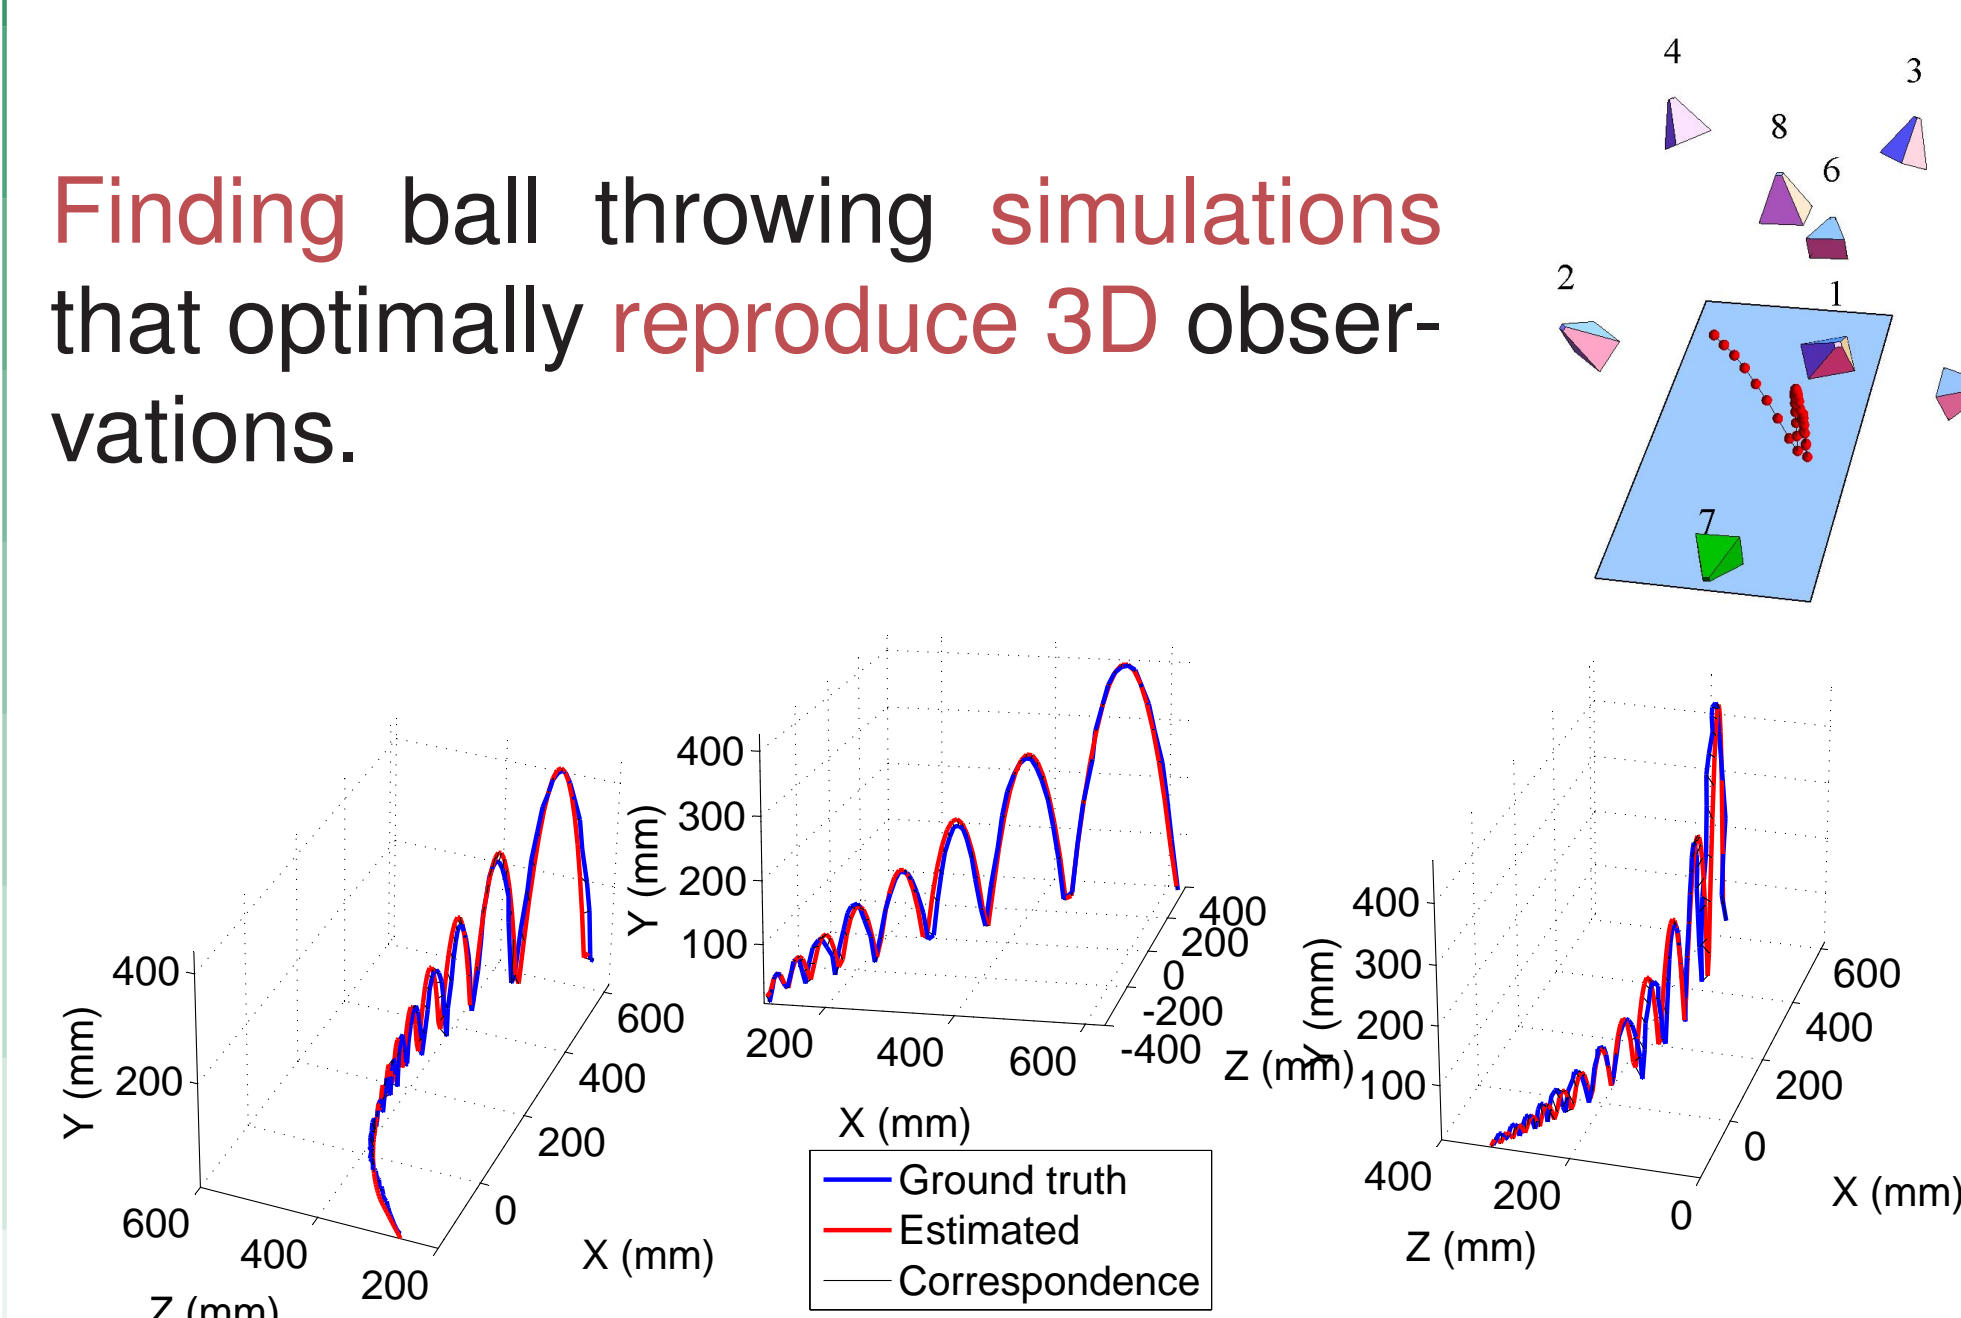 Finding ball throwing simulations
that optimally reproduce 3D obser-
vations.
4
3
8
6
2
1
7
400
200
Y (mm)
600
400
200
Z (mm)
600
400
200
0
X (mm)
400
300
200
100
Y (mm)
200
400
600
X (mm)
400
200
0
-200
-400
Z (mm)
400
300
200
100
Y (mm)
400
200
0
Z (mm)
600
400
200
0
X (mm)
Ground truth
Estimated
Correspondence